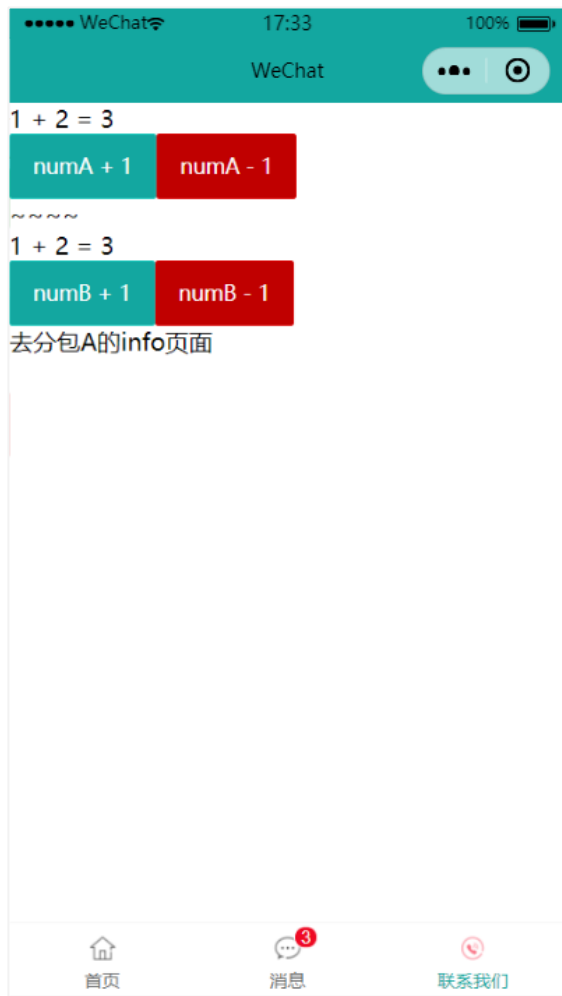 ●●●●● WeChat 17:33 100%
WeChat
1 + 2 = 3
numA + 1 numA - 1
~~~~
1 + 2 = 3
numB + 1 numB - 1
去分包A的info页面
3
首页 消息 联系我们